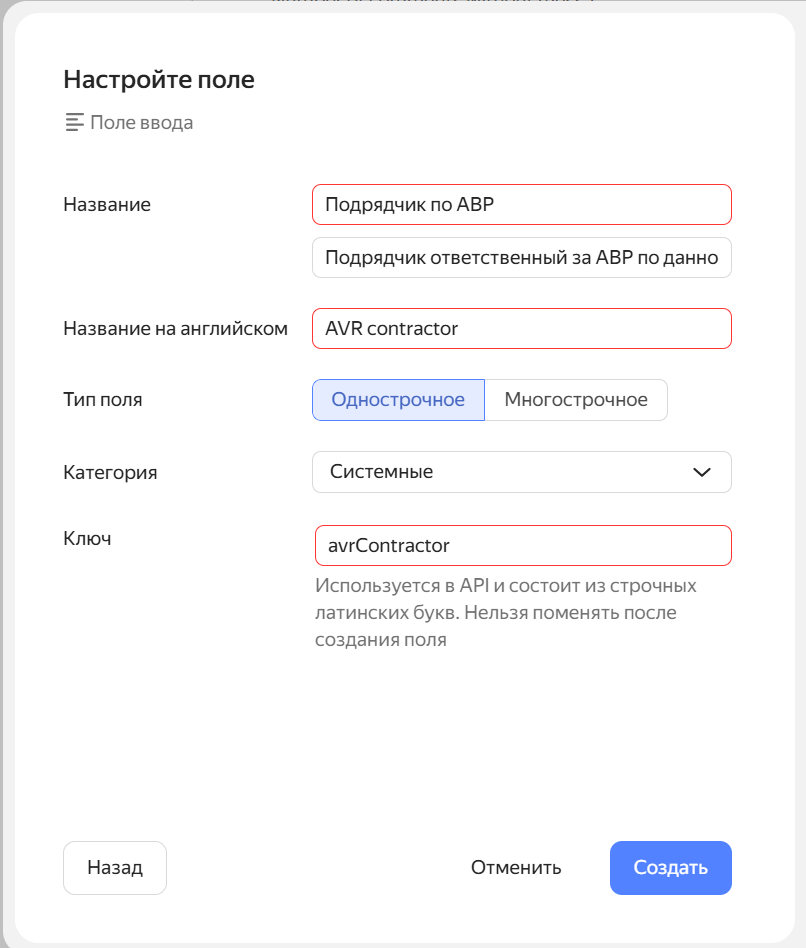 Настройте поле
Поле ввода
Название
Подрядчик по АВР
Подрядчик ответственный за АВР по данно
Название на английском
AVR contractor
Тип поля
Однострочное
Многострочное
Категория
Системные
Ключ
avrContractor
Используется в API и состоит из строчных
латинских букв. Нельзя поменять после
создания поля
Назад
Отменить
Создать